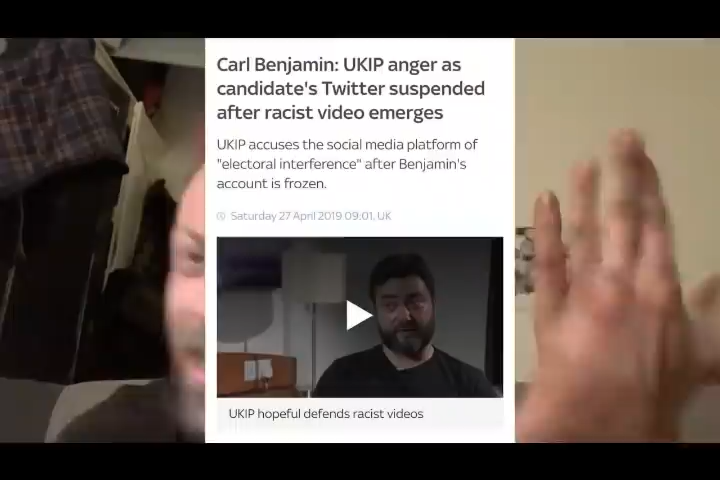 Carl Benjamin: UKIP anger as
candidate's Twitter suspended
after racist video emerges
UKIP accuses the social media platform of
"electoral interference" after Benjamin's
account is frozen.
Saturday 27 April 2019 09:01, UK
UKIP hopeful defends racist videos